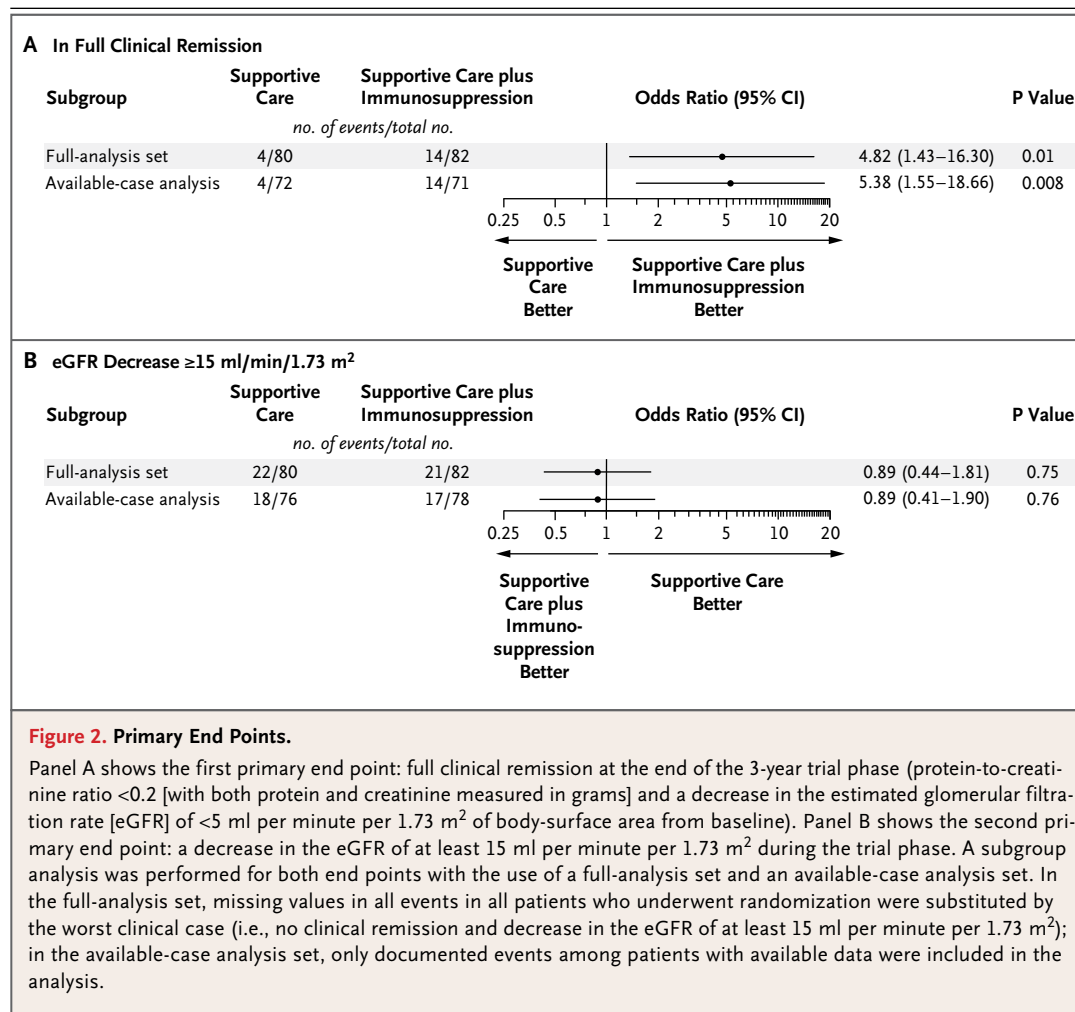 A In Full Clinical Remission
Subgroup
Supportive
Care
Supportive Care plus
Immunosuppression
Odds Ratio (95% CI)
P Value
no. of events/total no.
Full-analysis set 4/80 14/82 4.82 (1.43–16.30) 0.01
Available-case analysis 4/72 14/71 5.38 (1.55–18.66) 0.008
0.25 0.5 1 2 5 10 20
Supportive
Care
Better
Supportive Care plus
Immunosuppression
Better
B eGFR Decrease ≥15 ml/min/1.73 m²
Subgroup
Supportive
Care
Supportive Care plus
Immunosuppression
Odds Ratio (95% CI)
P Value
no. of events/total no.
Full-analysis set 22/80 21/82 0.89 (0.44–1.81) 0.75
Available-case analysis 18/76 17/78 0.89 (0.41–1.90) 0.76
0.25 0.5 1 2 5 10 20
Supportive
Care plus
Immuno-
suppression
Better
Supportive Care
Better
Figure 2. Primary End Points.
Panel A shows the first primary end point: full clinical remission at the end of the 3-year trial phase (protein-to-creati-
nine ratio <0.2 [with both protein and creatinine measured in grams] and a decrease in the estimated glomerular filtra-
tion rate [eGFR] of <5 ml per minute per 1.73 m² of body-surface area from baseline). Panel B shows the second pri-
mary end point: a decrease in the eGFR of at least 15 ml per minute per 1.73 m² during the trial phase. A subgroup
analysis was performed for both end points with the use of a full-analysis set and an available-case analysis set. In
the full-analysis set, missing values in all events in all patients who underwent randomization were substituted by
the worst clinical case (i.e., no clinical remission and decrease in the eGFR of at least 15 ml per minute per 1.73 m²);
in the available-case analysis set, only documented events among patients with available data were included in the
analysis.